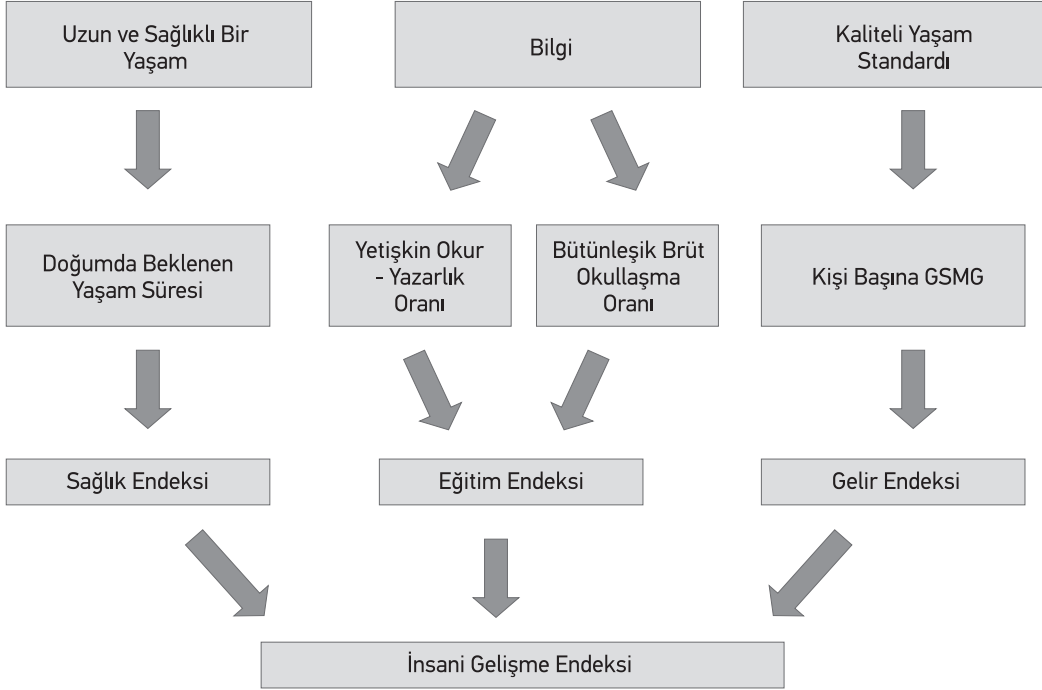 Uzun ve Sağlıklı Bir
Yaşam
Bilgi
Kaliteli Yaşam
Standardı
Doğumda Beklenen
Yaşam Süresi
Yetişkin Okur
- Yazarlık
Oranı
Bütünleşik Brüt
Okullaşma
Oranı
Kişi Başına GSMG
Sağlık Endeksi
Eğitim Endeksi
Gelir Endeksi
İnsani Gelişme Endeksi